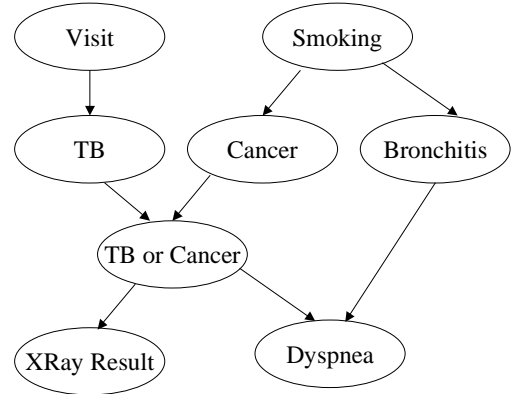 Visit
Smoking
TB
Cancer
Bronchitis
TB or Cancer
XRay Result
Dyspnea